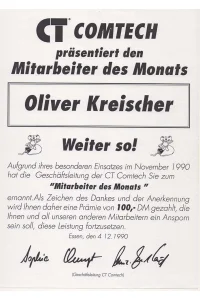 CT COMTECH
präsentiert den
Mitarbeiter des Monats
Oliver Kreischer
Weiter so!
Aufgrund ihres besonderen Einsatzes im November 1990
hat die Geschäftsleitung der CT Comtech Sie zum
"Mitarbeiter des Monats "
ernannt. Als Zeichen des Dankes und der Anerkennung
wird Ihnen daher eine Prämie von 100,- DM gezahlt, die
Ihnen und all unseren anderen Mitarbeitern ein Ansporn
sein soll, diese Leistung fortzusetzen.
Essen, den 4.12.1990
(Geschäftsleitung CT Comtech)